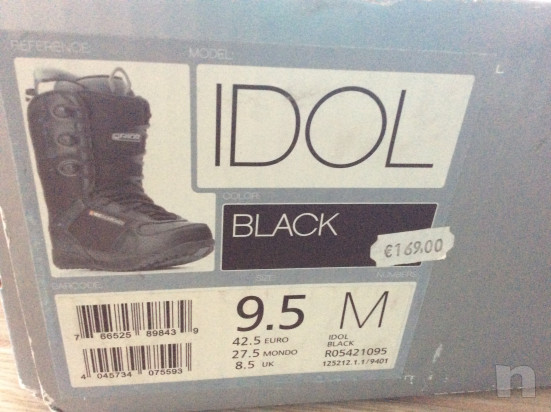 REFERENCE
MODEL
L
IDOL
COLOR
BLACK
€169.00
BARCODE
SIZE
NUMBER
9.5 M
42.5 EURO
27.5 MONDO
8.5 UK
IDOL
BLACK
R05421095
125212.1.1/9401
7 66525 89843 9
4 045734 075593
n